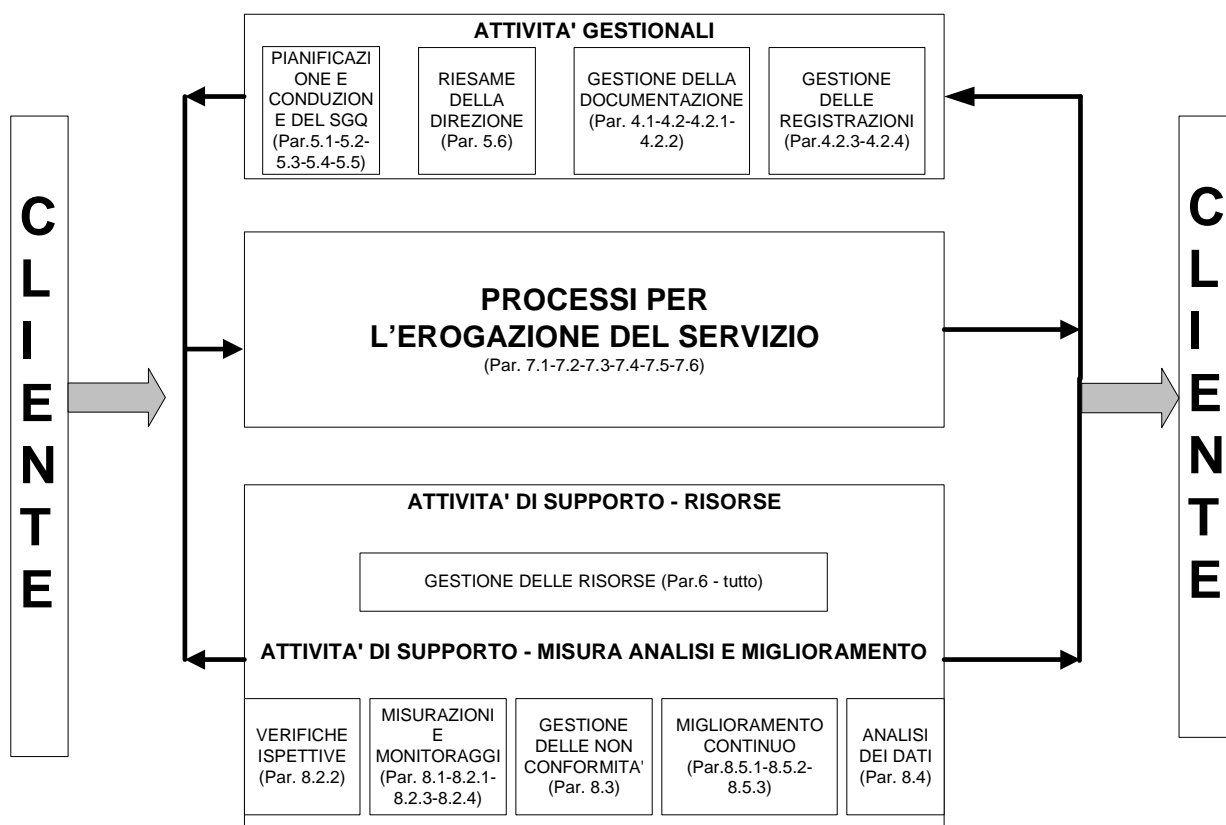 ATTIVITA' GESTIONALI
PIANIFICAZI
ONE E
CONDUZION
E DEL SGQ
(Par.5.1-5.2-
5.3-5.4-5.5)
RIESAME
DELLA
DIREZIONE
(Par. 5.6)
GESTIONE DELLA
DOCUMENTAZIONE
(Par. 4.1-4.2-4.2.1-
4.2.2)
GESTIONE
DELLE
REGISTRAZIONI
(Par.4.2.3-4.2.4)
C
L
I
E
N
T
E
PROCESSI PER
L’EROGAZIONE DEL SERVIZIO
(Par. 7.1-7.2-7.3-7.4-7.5-7.6)
C
L
I
E
N
T
E
ATTIVITA' DI SUPPORTO - RISORSE
GESTIONE DELLE RISORSE (Par.6 - tutto)
ATTIVITA' DI SUPPORTO - MISURA ANALISI E MIGLIORAMENTO
VERIFICHE
ISPETTIVE
(Par. 8.2.2)
MISURAZIONI
E
MONITORAGGI
(Par. 8.1-8.2.1-
8.2.3-8.2.4)
GESTIONE
DELLE NON
CONFORMITA'
(Par. 8.3)
MIGLIORAMENTO
CONTINUO
(Par.8.5.1-8.5.2-
8.5.3)
ANALISI
DEI DATI
(Par. 8.4)